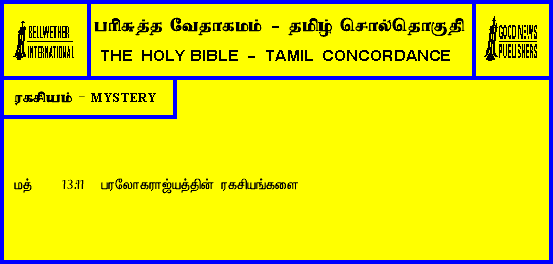 BELLWETHER
INTERNATIONAL
பரிசுத்த வேதாகமம் - தமிழ் சொல்தொகுதி
THE HOLY BIBLE - TAMIL CONCORDANCE
GOOD NEWS
PUBLISHERS
ரகசியம் - MYSTERY
மத் 13:11 பரலோகராஜ்யத்தின் ரகசியங்களை